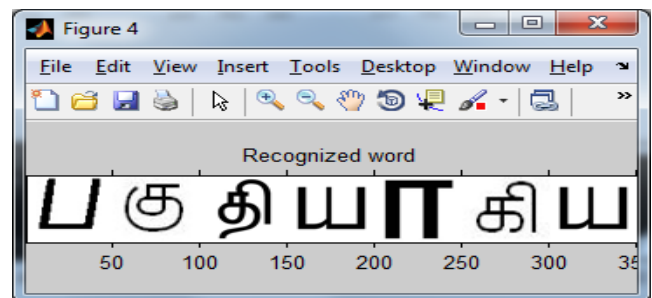 Figure 4
File Edit View Insert Tools Desktop Window Help
Recognized word
பகுதியாகிய
50 100 150 200 250 300 35